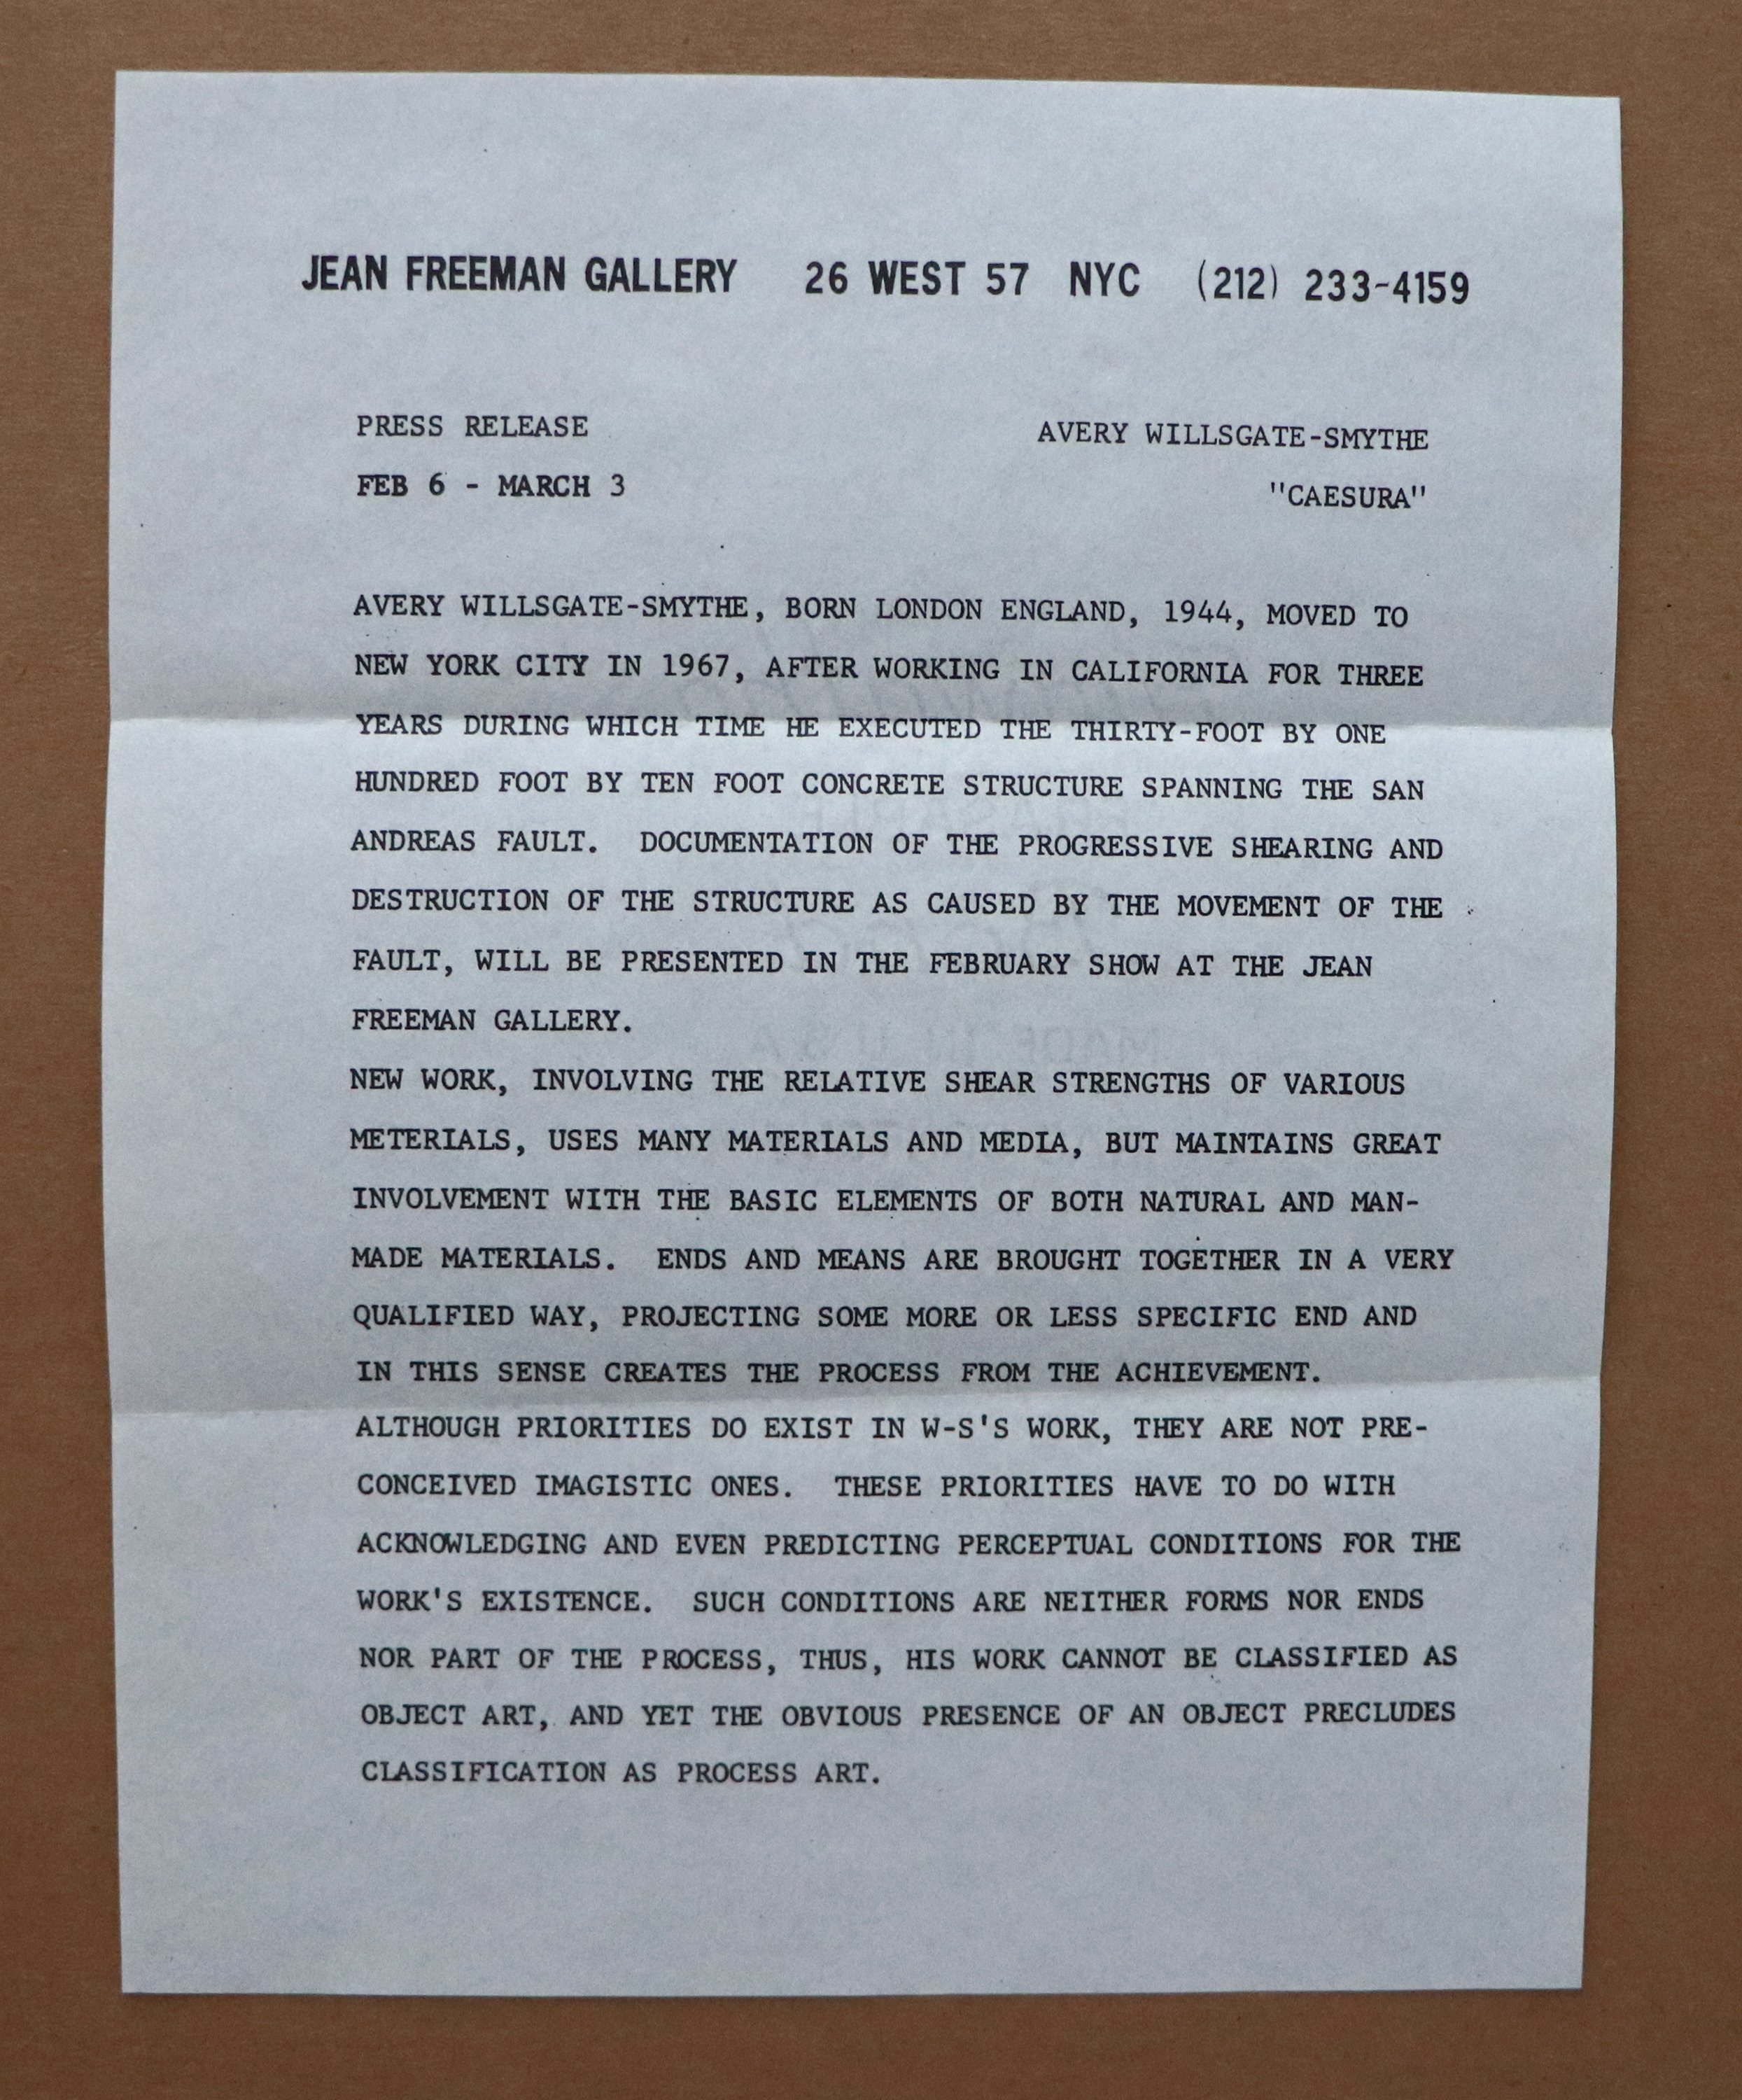 JEAN FREEMAN GALLERY 26 WEST 57 NYC (212) 233-4159
PRESS RELEASE AVERY WILLSGATE-SMYTHE
FEB 6 - MARCH 3 "CAESURA"
AVERY WILLSGATE-SMYTHE, BORN LONDON ENGLAND, 1944, MOVED TO
NEW YORK CITY IN 1967, AFTER WORKING IN CALIFORNIA FOR THREE
YEARS DURING WHICH TIME HE EXECUTED THE THIRTY-FOOT BY ONE
HUNDRED FOOT BY TEN FOOT CONCRETE STRUCTURE SPANNING THE SAN
ANDREAS FAULT. DOCUMENTATION OF THE PROGRESSIVE SHEARING AND
DESTRUCTION OF THE STRUCTURE AS CAUSED BY THE MOVEMENT OF THE
FAULT, WILL BE PRESENTED IN THE FEBRUARY SHOW AT THE JEAN
FREEMAN GALLERY.
NEW WORK, INVOLVING THE RELATIVE SHEAR STRENGTHS OF VARIOUS
METERIALS, USES MANY MATERIALS AND MEDIA, BUT MAINTAINS GREAT
INVOLVEMENT WITH THE BASIC ELEMENTS OF BOTH NATURAL AND MAN-
MADE MATERIALS. ENDS AND MEANS ARE BROUGHT TOGETHER IN A VERY
QUALIFIED WAY, PROJECTING SOME MORE OR LESS SPECIFIC END AND
IN THIS SENSE CREATES THE PROCESS FROM THE ACHIEVEMENT.
ALTHOUGH PRIORITIES DO EXIST IN W-S'S WORK, THEY ARE NOT PRE-
CONCEIVED IMAGISTIC ONES. THESE PRIORITIES HAVE TO DO WITH
ACKNOWLEDGING AND EVEN PREDICTING PERCEPTUAL CONDITIONS FOR THE
WORK'S EXISTENCE. SUCH CONDITIONS ARE NEITHER FORMS NOR ENDS
NOR PART OF THE PROCESS, THUS, HIS WORK CANNOT BE CLASSIFIED AS
OBJECT ART, AND YET THE OBVIOUS PRESENCE OF AN OBJECT PRECLUDES
CLASSIFICATION AS PROCESS ART.